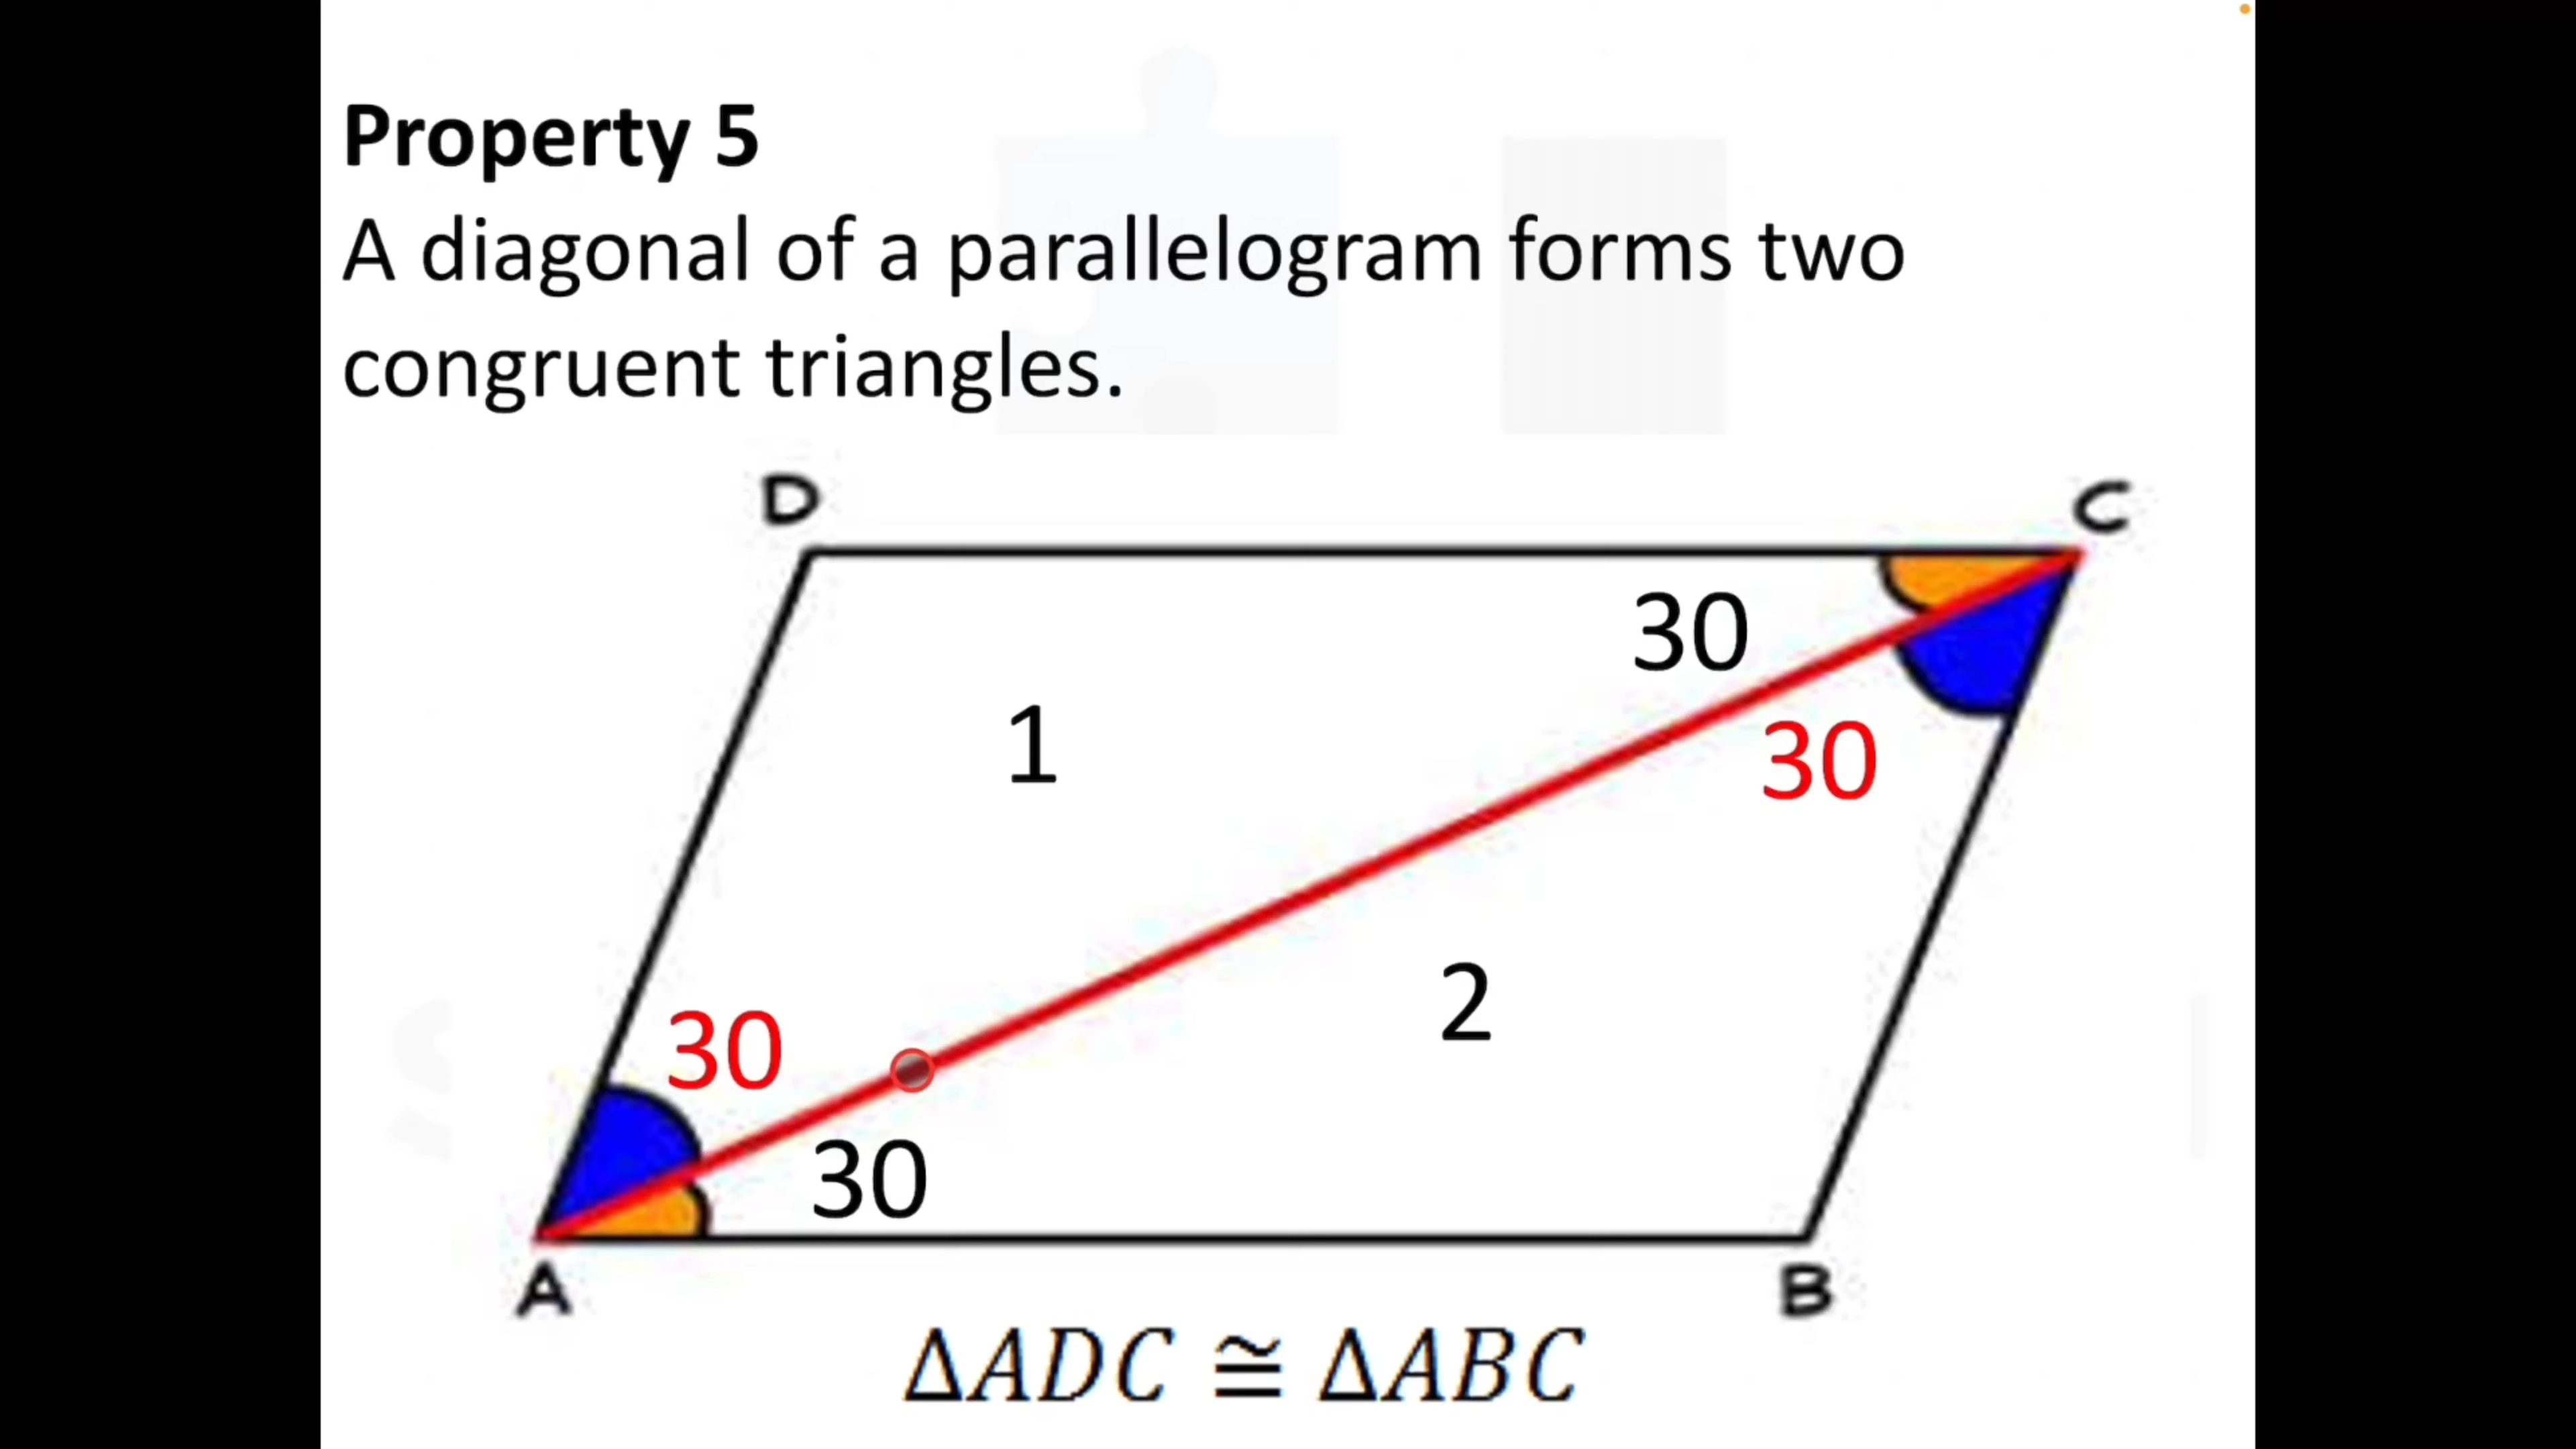 Property 5
A diagonal of a parallelogram forms two
congruent triangles.
D
C
30
1
30
2
30
30
A
B
ΔADC ≅ ΔABC